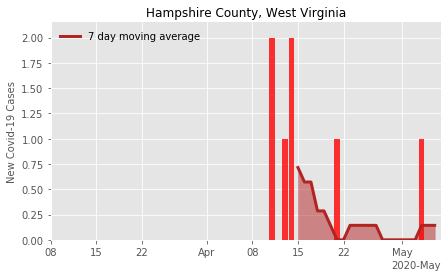 Hampshire County, West Virginia
7 day moving average
New Covid-19 Cases
2.00
1.75
1.50
1.25
1.00
0.75
0.50
0.25
0.00
08
15
22
Apr
08
15
22
May
2020-May